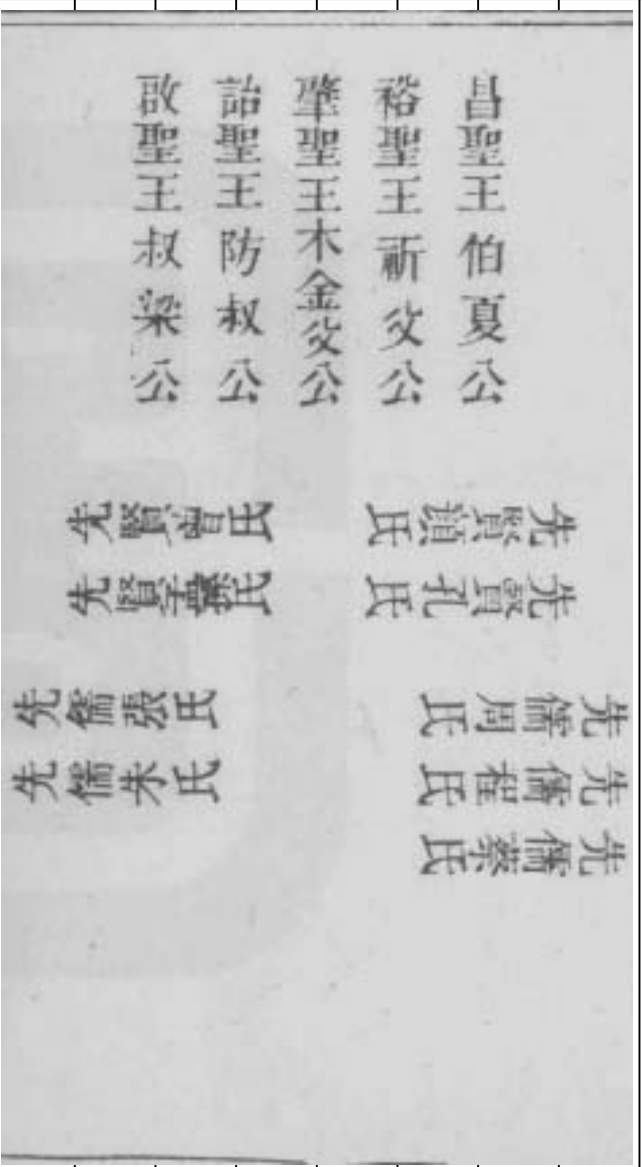 昌聖王伯夏公
裕聖王祈父公
肇聖王木金父公
詒聖王防叔公
啟聖王叔梁公
先賢顏氏
先賢孔氏
先賢曾氏
先賢孟孫氏
先儒周氏
先儒程氏
先儒蔡氏
先儒張氏
先儒朱氏